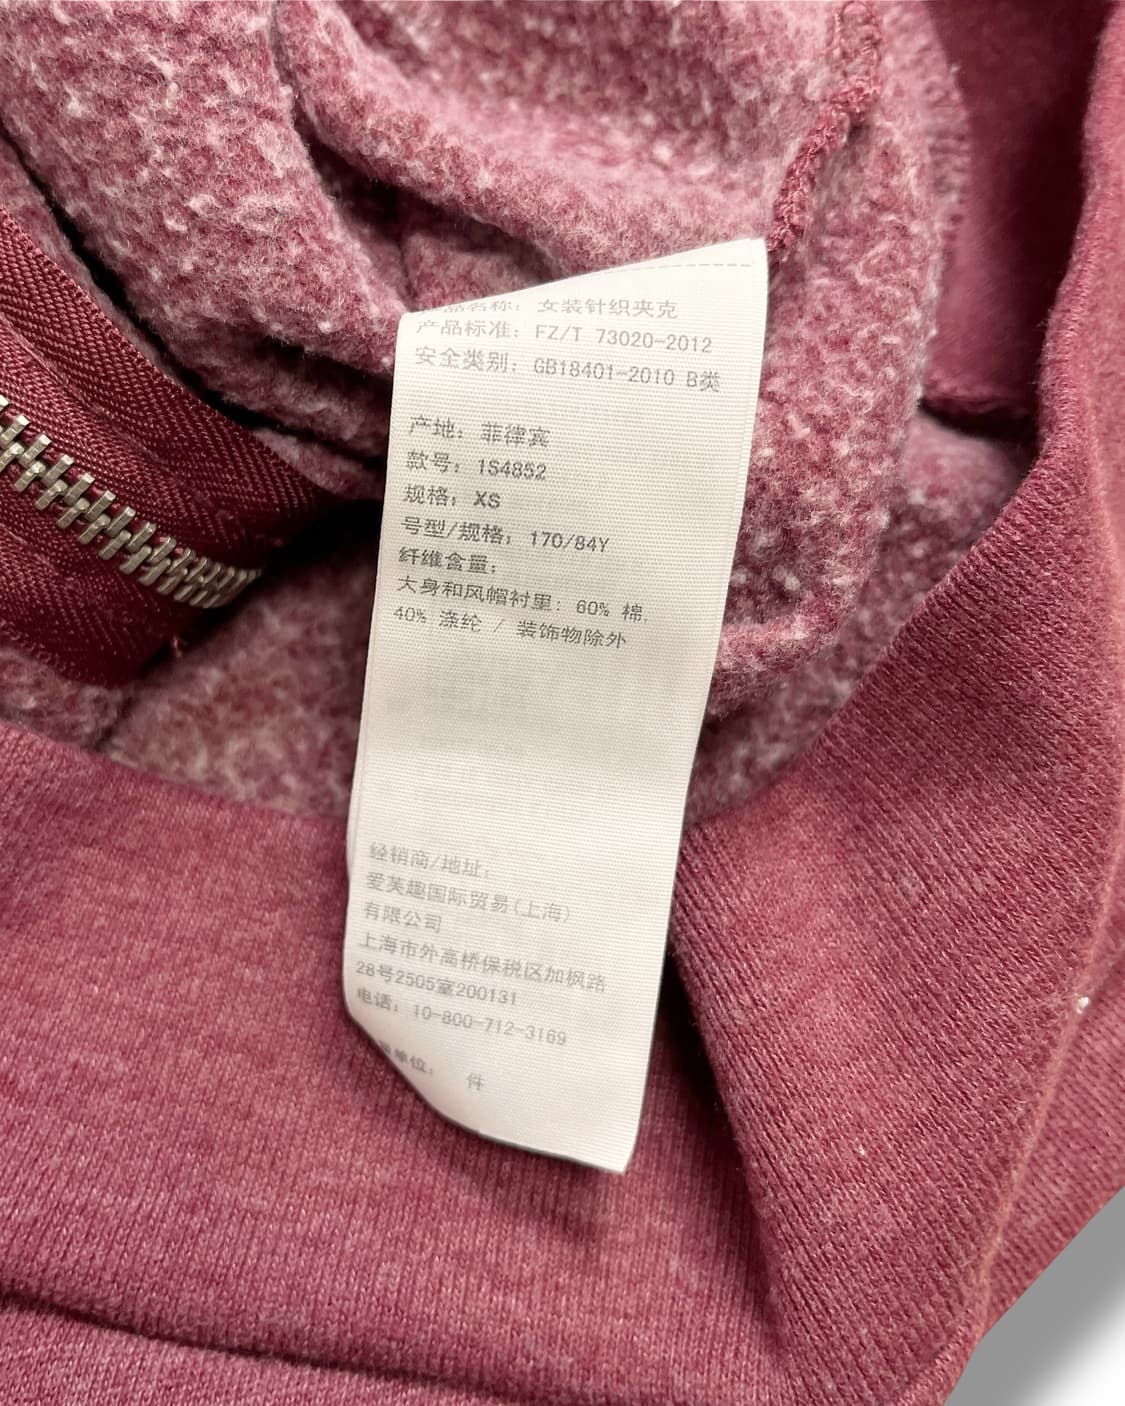 品名称: 女装针织夹克
产品标准: FZ/T 73020-2012
安全类别: GB18401-2010 B类
产地: 菲律宾
款号: 1S4852
规格: XS
号型/规格: 170/84Y
纤维含量:
大身和风帽衬里: 60% 棉,
40% 涤纶 / 装饰物除外
经销商/地址:
爱芙趣国际贸易(上海)
有限公司
上海市外高桥保税区加枫路
28号2505室200131
电话: 10-800-712-3169
单位: 件